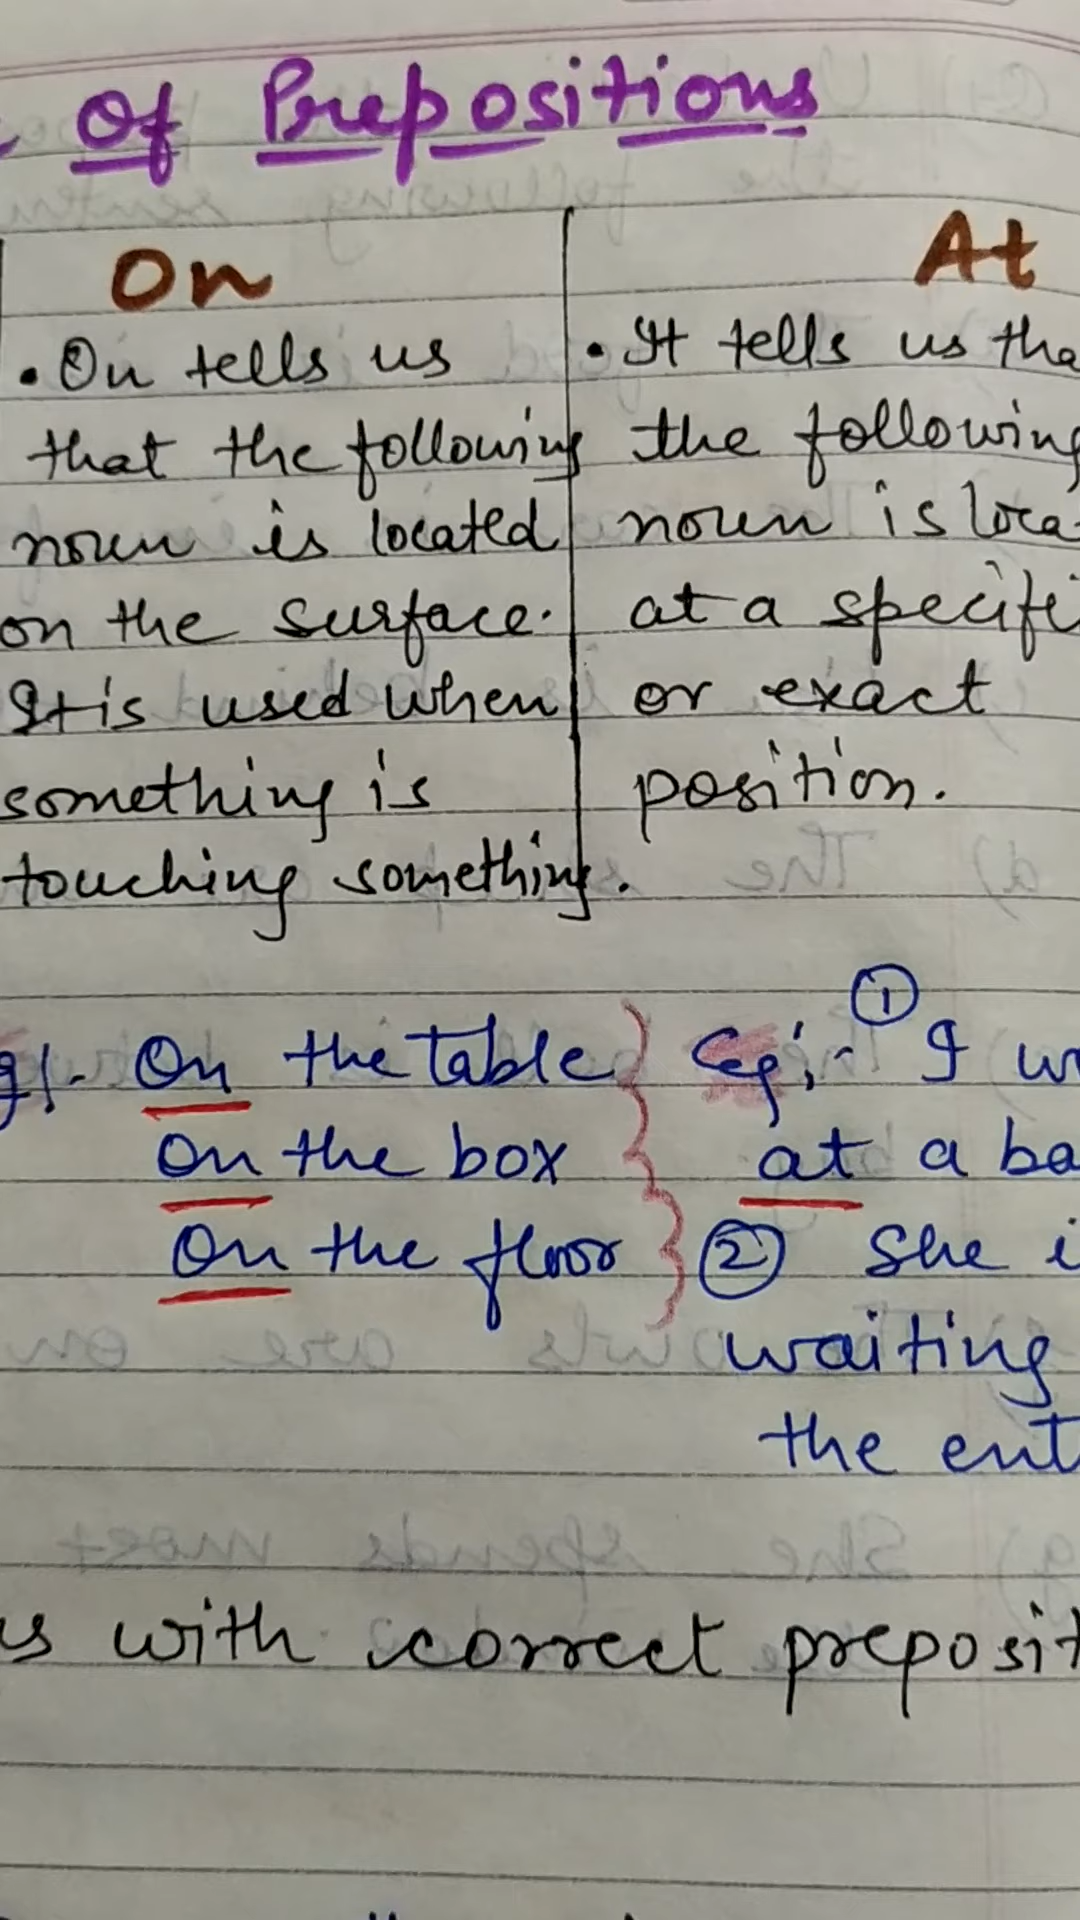 Of Prepositions
On
. On tells us
that the following
noun is located
on the surface.
It is used when
something is
touching something.
At
. It tells us tha
the following
noun is loca
at a specifi
or exact
position.
g/- On the table
On the box
On the floor
Eg:- ① I w
at a ba
② She i
waiting
the ent
s with correct preposit